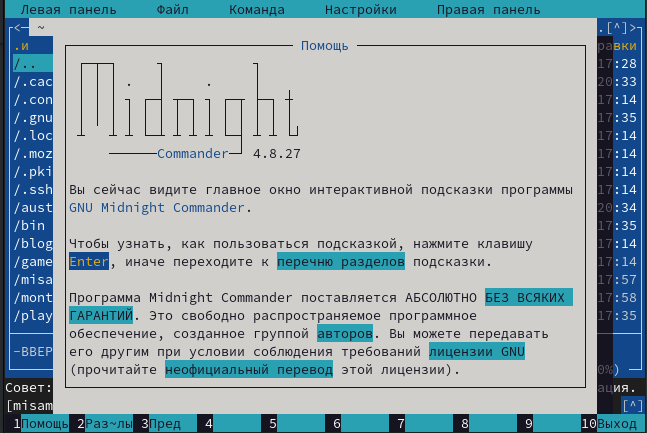 Левая панель Файл Команда Настройки Правая панель
<─ ~ .[^]>
.и Помощь правки
/.. 17:28
/.cac 20:33
/.con 17:14
/.gnu 17:35
/.loc 17:14
/.moz 17:14
/.pki 17:14
/.ssh 17:14
/aust 20:34
/bin 17:35
/blog 17:14
/game 17:14
/misa 17:57
/mont 17:58
/play 17:35
Midnight
Commander 4.8.27
Вы сейчас видите главное окно интерактивной подсказки программы
GNU Midnight Commander.
Чтобы узнать, как пользоваться подсказкой, нажмите клавишу
Enter, иначе переходите к перечню разделов подсказки.
Программа Midnight Commander поставляется АБСОЛЮТНО БЕЗ ВСЯКИХ
ГАРАНТИЙ. Это свободно распространяемое программное
обеспечение, созданное группой авторов. Вы можете передавать
его другим при условии соблюдения требований лицензии GNU
(прочитайте неофициальный перевод этой лицензии).
─ВВЕР 0%)
Совет: ация.
[misam [^]
1Помощь 2Раз~лы 3Пред 4 5 6 7 8 9 10Выход